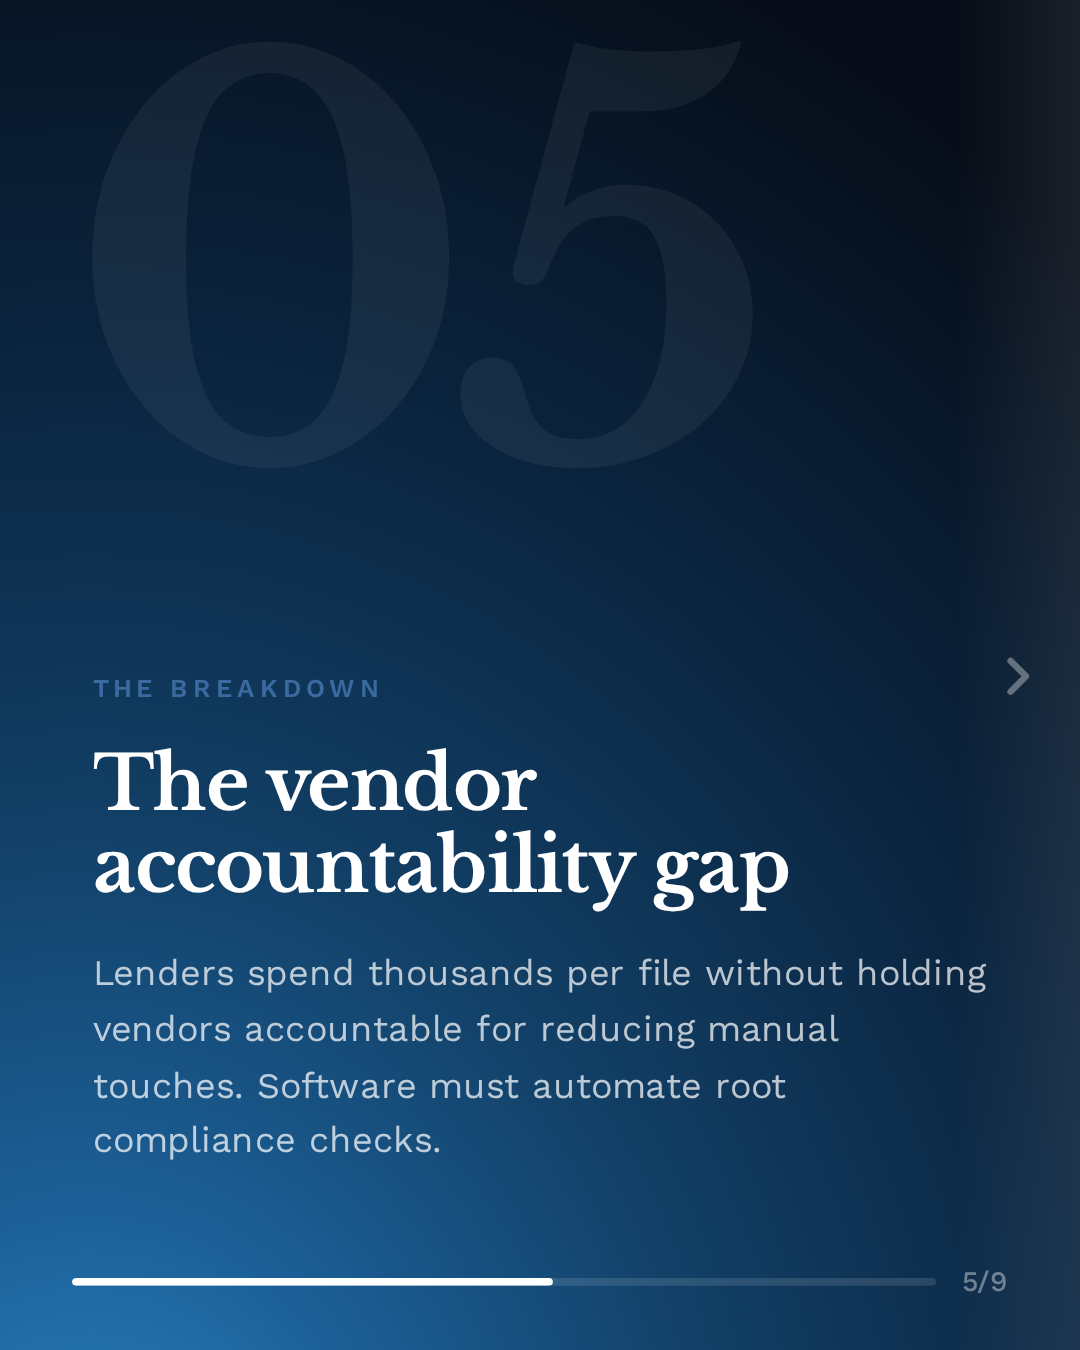 05
THE BREAKDOWN
The vendor
accountability gap
Lenders spend thousands per file without holding
vendors accountable for reducing manual
touches. Software must automate root
compliance checks.
5/9